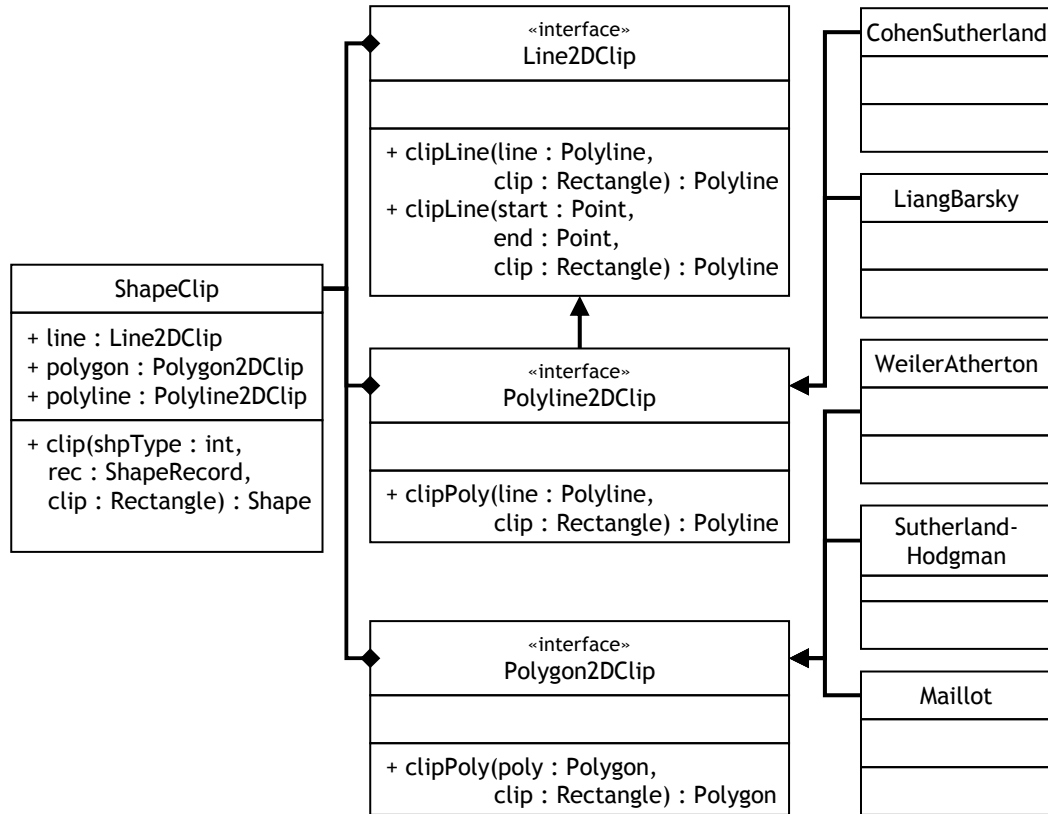 ShapeClip
+ line : Line2DClip
+ polygon : Polygon2DClip
+ polyline : Polyline2DClip
+ clip(shpType : int,
rec : ShapeRecord,
clip : Rectangle) : Shape
«interface»
Line2DClip
+ clipLine(line : Polyline,
clip : Rectangle) : Polyline
+ clipLine(start : Point,
end : Point,
clip : Rectangle) : Polyline
«interface»
Polyline2DClip
+ clipPoly(line : Polyline,
clip : Rectangle) : Polyline
«interface»
Polygon2DClip
+ clipPoly(poly : Polygon,
clip : Rectangle) : Polygon
CohenSutherland
LiangBarsky
WeilerAtherton
Sutherland-
Hodgman
Maillot